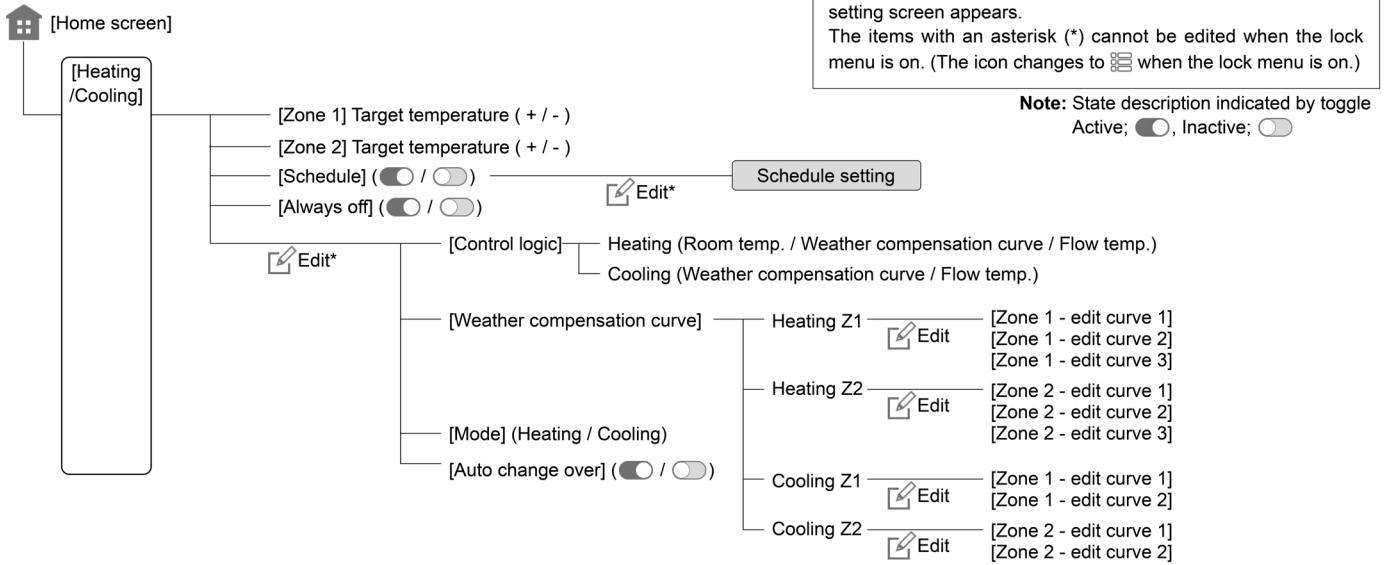 setting screen appears.
The items with an asterisk (*) cannot be edited when the lock
menu is on. (The icon changes to when the lock menu is on.)
Note: State description indicated by toggle
Active; , Inactive;
[Home screen]
[Heating
/Cooling]
[Zone 1] Target temperature ( + / - )
[Zone 2] Target temperature ( + / - )
[Schedule] ( / )
Edit*
Schedule setting
[Always off] ( / )
Edit*
[Control logic]
Heating (Room temp. / Weather compensation curve / Flow temp.)
Cooling (Weather compensation curve / Flow temp.)
[Weather compensation curve]
Heating Z1
Edit
[Zone 1 - edit curve 1]
[Zone 1 - edit curve 2]
[Zone 1 - edit curve 3]
Heating Z2
Edit
[Zone 2 - edit curve 1]
[Zone 2 - edit curve 2]
[Zone 2 - edit curve 3]
Cooling Z1
Edit
[Zone 1 - edit curve 1]
[Zone 1 - edit curve 2]
Cooling Z2
Edit
[Zone 2 - edit curve 1]
[Zone 2 - edit curve 2]
[Mode] (Heating / Cooling)
[Auto change over] ( / )